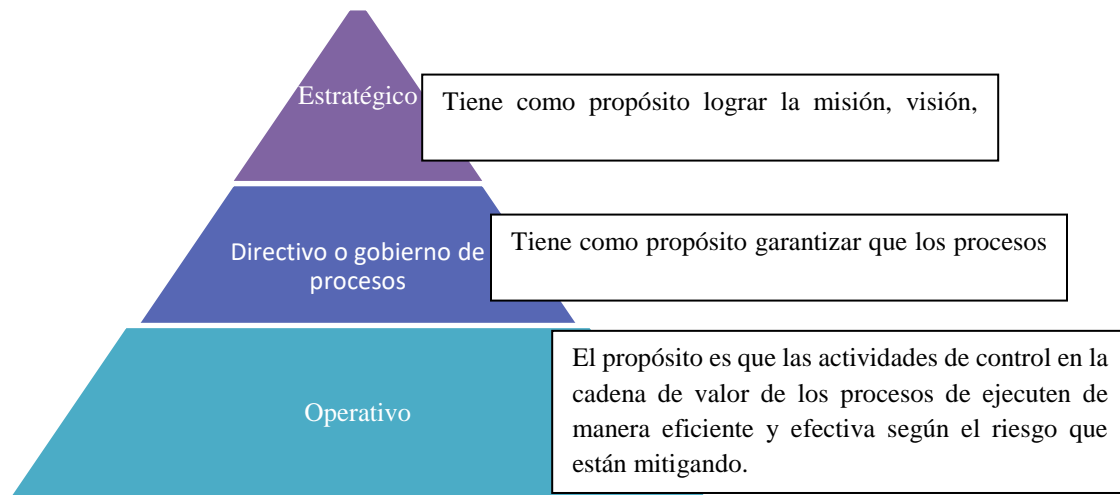 Estratégico
Tiene como propósito lograr la misión, visión,
Directivo o gobierno de
procesos
Tiene como propósito garantizar que los procesos
Operativo
El propósito es que las actividades de control en la
cadena de valor de los procesos de ejecuten de
manera eficiente y efectiva según el riesgo que
están mitigando.